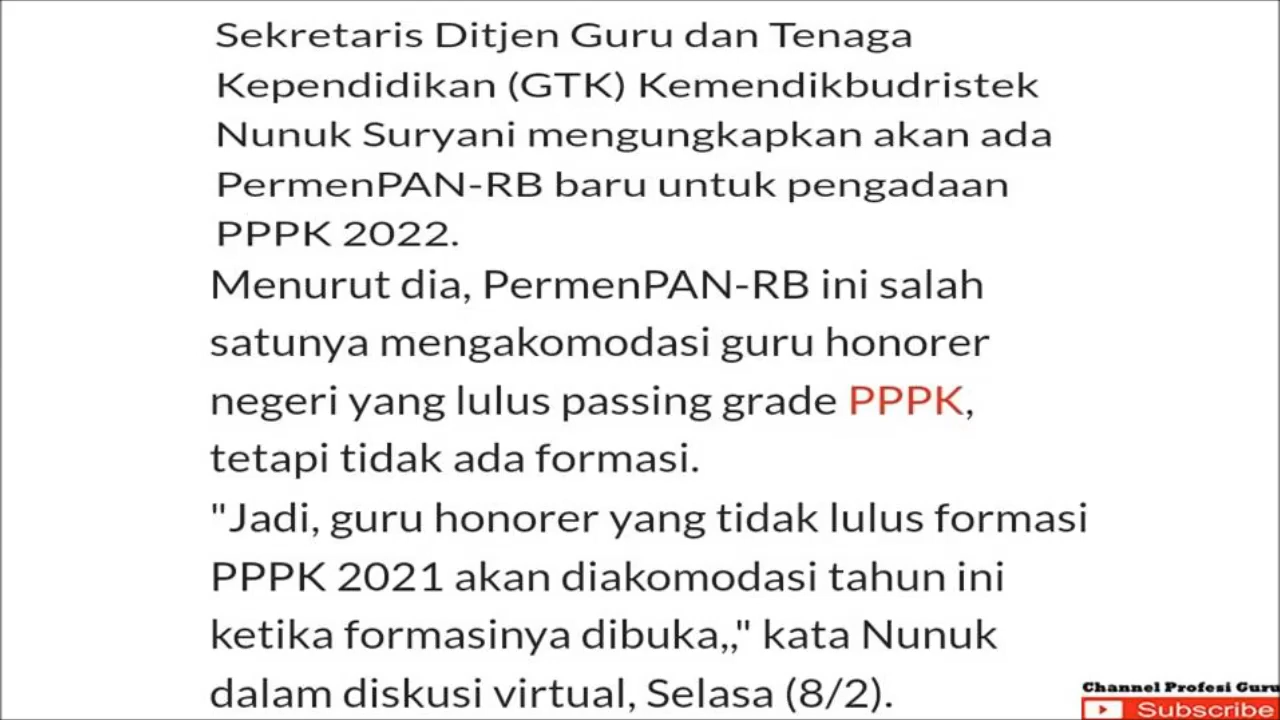 Sekretaris Ditjen Guru dan Tenaga
Kependidikan (GTK) Kemendikbudristek
Nunuk Suryani mengungkapkan akan ada
PermenPAN-RB baru untuk pengadaan
PPPK 2022.
Menurut dia, PermenPAN-RB ini salah
satunya mengakomodasi guru honorer
negeri yang lulus passing grade PPPK,
tetapi tidak ada formasi.
"Jadi, guru honorer yang tidak lulus formasi
PPPK 2021 akan diakomodasi tahun ini
ketika formasinya dibuka,," kata Nunuk
dalam diskusi virtual, Selasa (8/2).
Channel Profesi Guru
Subscribe